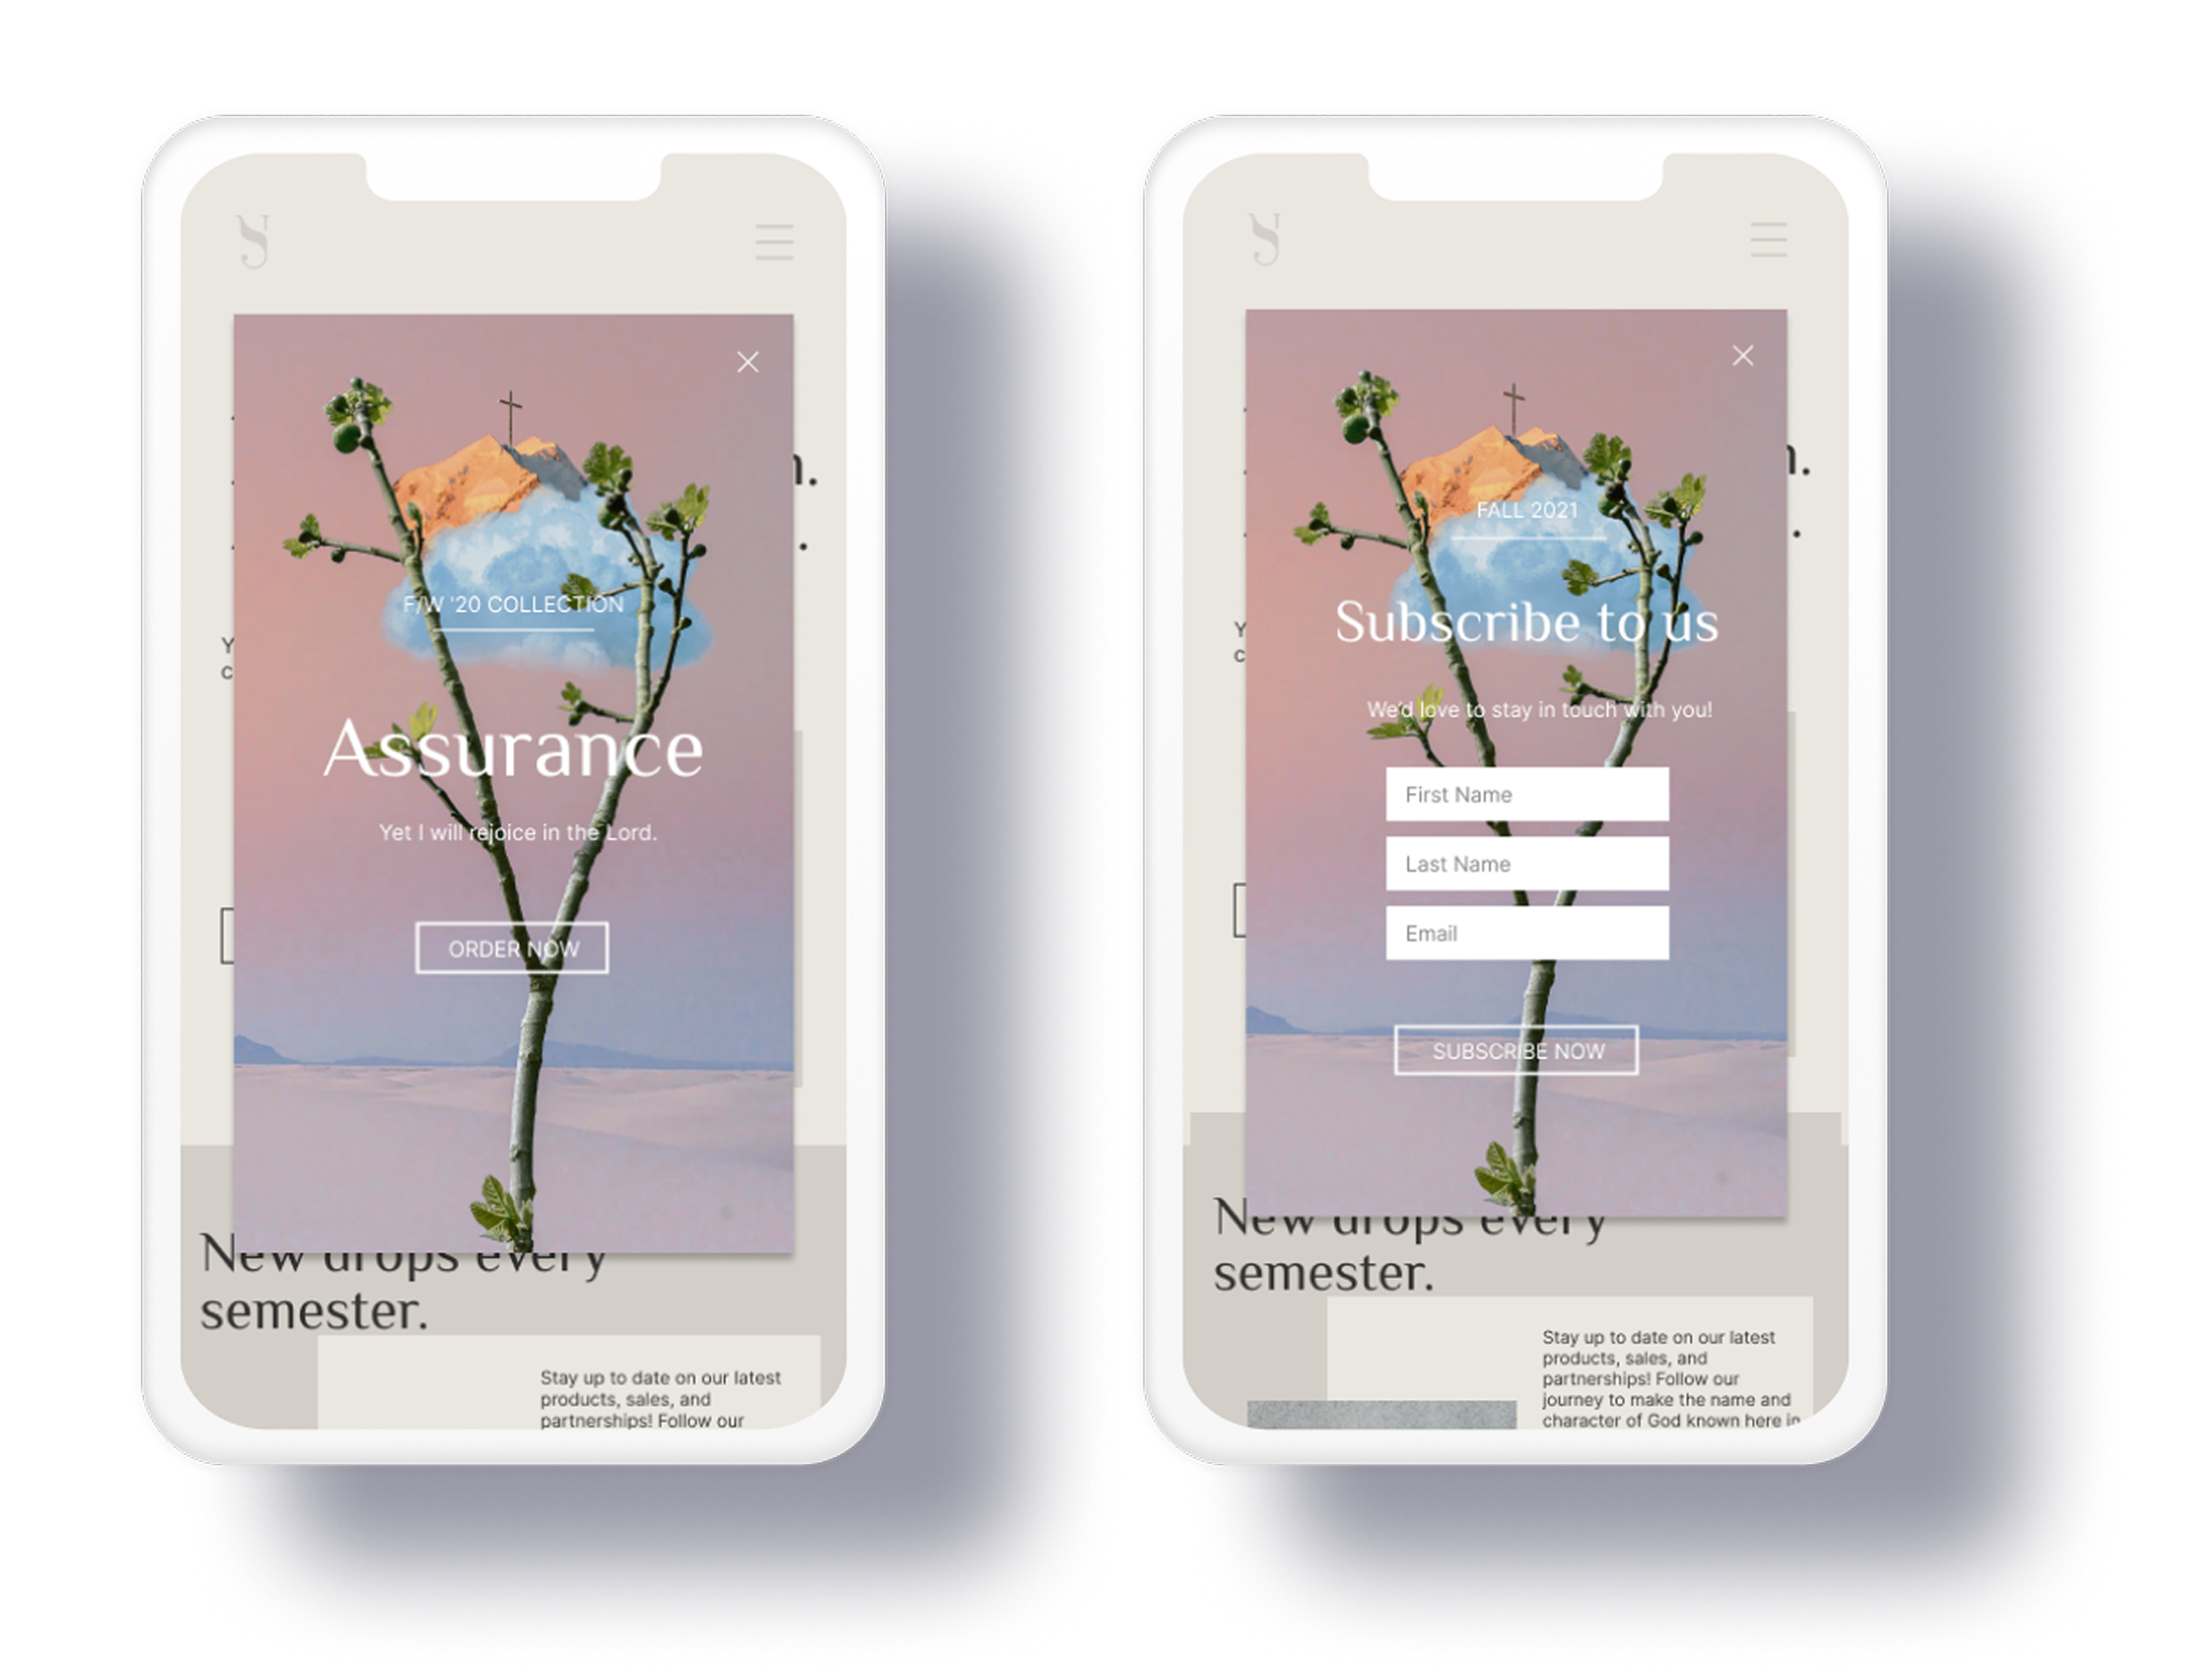 F/W '20 COLLECTION
Assurance
Yet I will rejoice in the Lord.
ORDER NOW
New drops every
semester.
Stay up to date on our latest
products, sales, and
partnerships! Follow our
FALL 2021
Subscribe to us
We'd love to stay in touch with you!
First Name
Last Name
Email
SUBSCRIBE NOW
New drops every
semester.
Stay up to date on our latest
products, sales, and
partnerships! Follow our
journey to make the name and
character of God known here in